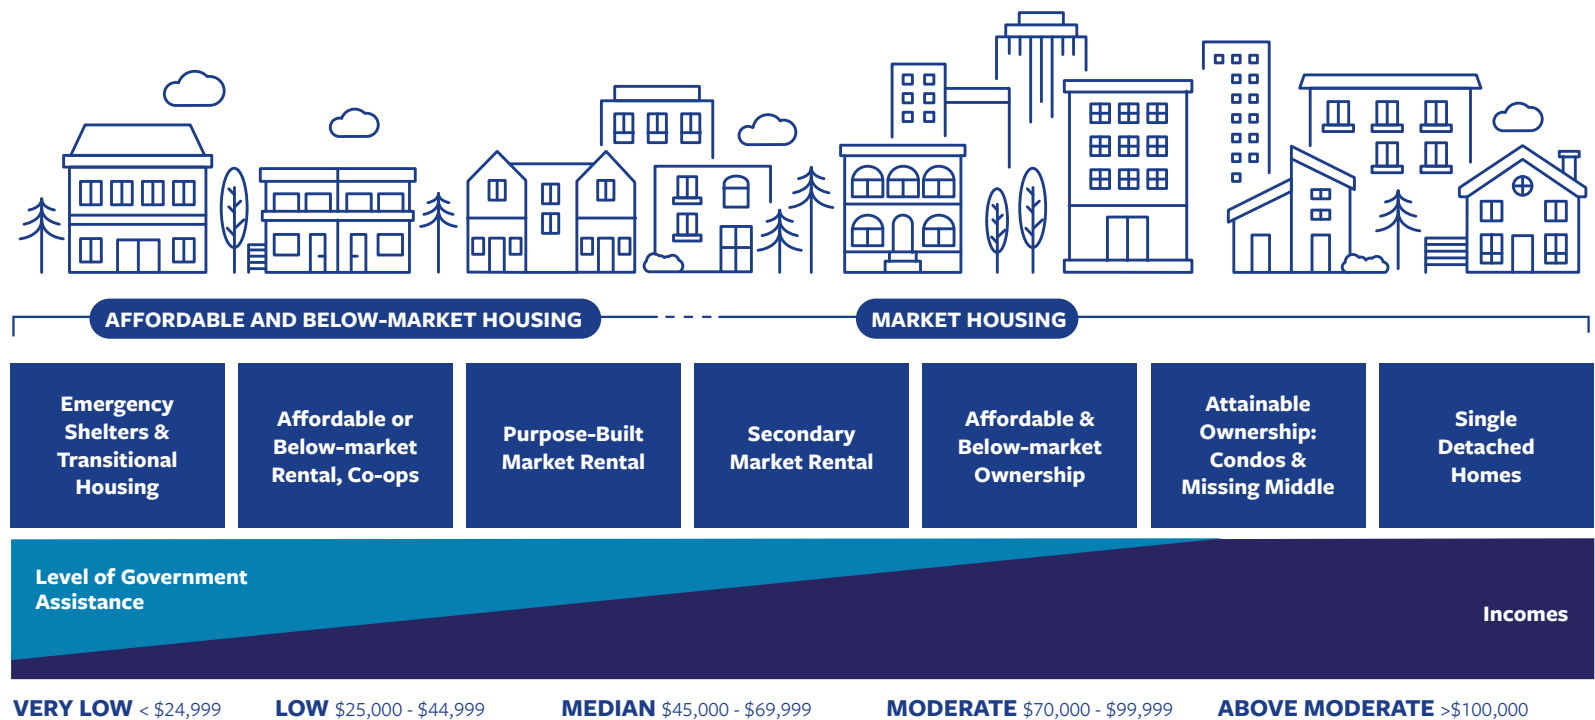 AFFORDABLE AND BELOW-MARKET HOUSING
MARKET HOUSING
Emergency
Shelters &
Transitional
Housing
Affordable or
Below-market
Rental, Co-ops
Purpose-Built
Market Rental
Secondary
Market Rental
Affordable &
Below-market
Ownership
Attainable
Ownership:
Condos &
Missing Middle
Single
Detached
Homes
Level of Government
Assistance
Incomes
VERY LOW < $24,999
LOW $25,000 - $44,999
MEDIAN $45,000 - $69,999
MODERATE $70,000 - $99,999
ABOVE MODERATE >$100,000